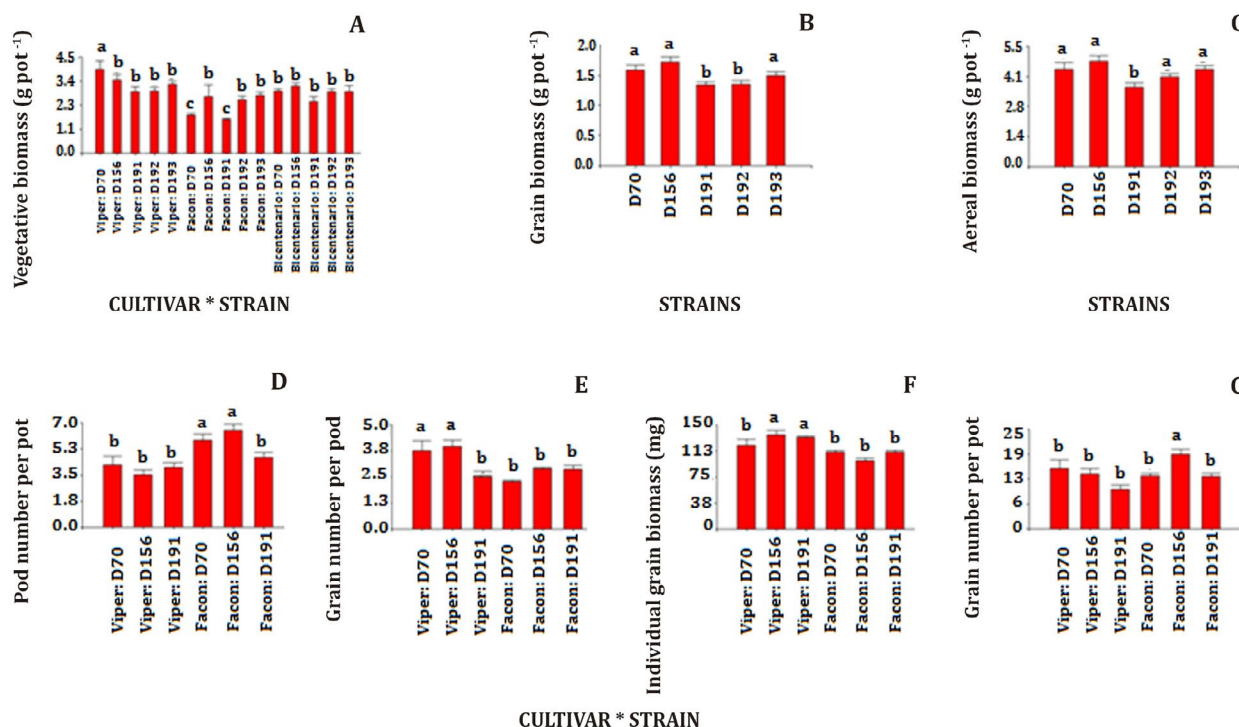 A
Vegetative biomass (g pot -1)
4.5
3.4
2.3
1.1
0.0
a
b
b
b
b
c
b
c
b
b
b
b
b
b
b
Viper: D70
Viper: D156
Viper: D191
Viper: D192
Viper: D193
Facon: D70
Facon: D156
Facon: D191
Facon: D192
Facon: D193
Bicentenario: D70
Bicentenario: D156
Bicentenario: D191
Bicentenario: D192
Bicentenario: D193
CULTIVAR * STRAIN
B
Grain biomass (g pot -1)
2.0
1.5
1.0
0.5
0.0
a
a
b
b
a
D70
D156
D191
D192
D193
STRAINS
Aereal biomass (g pot -1)
5.5
4.1
2.8
1.4
0.0
a
a
b
a
a
D70
D156
D191
D192
D193
STRAINS
D
Pod number per pot
7.0
5.3
3.5
1.8
0.0
b
b
b
a
a
b
Viper: D70
Viper: D156
Viper: D191
Facon: D70
Facon: D156
Facon: D191
E
Grain number per pod
5.0
3.8
2.5
1.3
0.0
a
a
b
b
b
b
Viper: D70
Viper: D156
Viper: D191
Facon: D70
Facon: D156
Facon: D191
F
Individual grain biomass (mg)
150
113
75
38
0
b
a
a
b
b
b
Viper: D70
Viper: D156
Viper: D191
Facon: D70
Facon: D156
Facon: D191
Grain number per pot
25
19
13
6
0
b
b
b
b
a
b
Viper: D70
Viper: D156
Viper: D191
Facon: D70
Facon: D156
Facon: D191
CULTIVAR * STRAIN